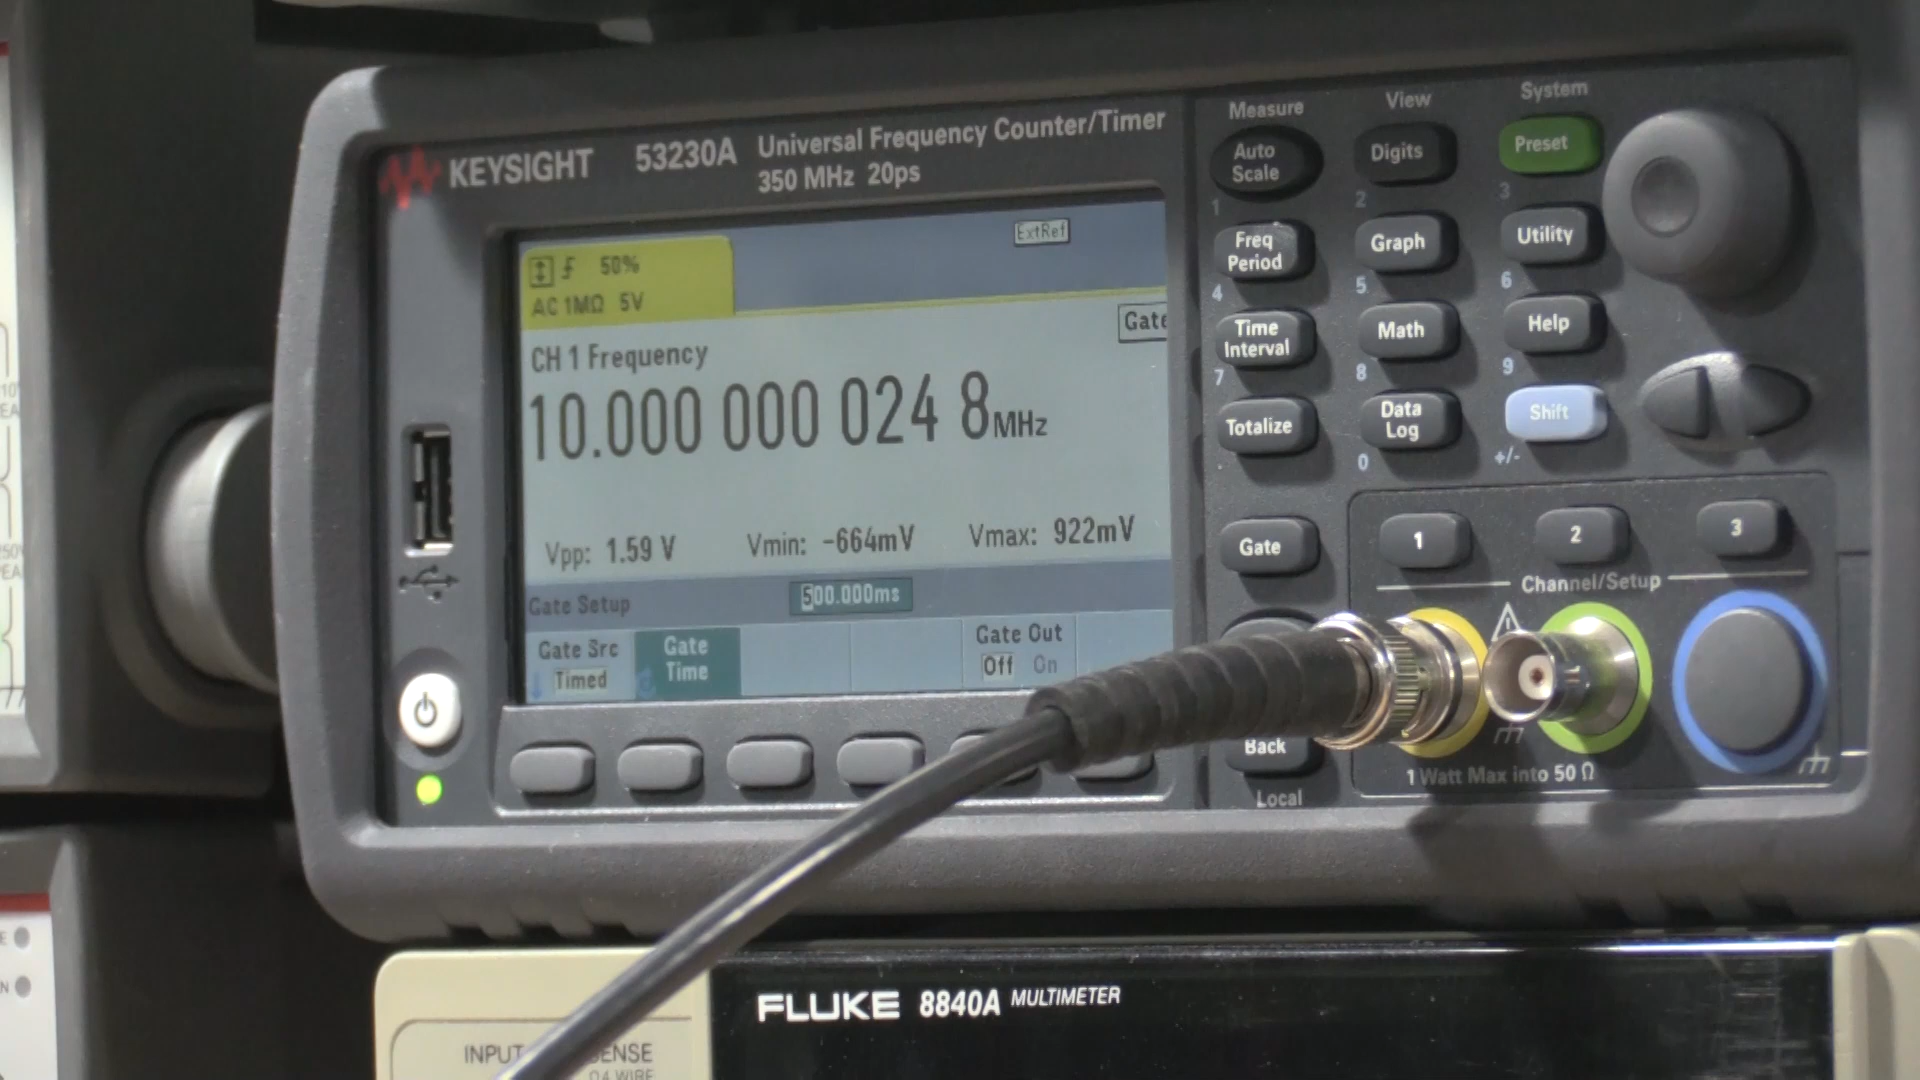 KEYSIGHT 53230A Universal Frequency Counter/Timer
350 MHz 20ps
ExtRef
50%
AC 1MΩ 5V
Gate
CH 1 Frequency
10.000 000 024 8MHz
Vpp: 1.59 V Vmin: -664mV Vmax: 922mV
Gate Setup 500.000ms
Gate Src
Timed
Gate
Time
Gate Out
Off On
Measure View System
Auto
Scale
Digits
Preset
1 2 3
Freq
Period
Graph
Utility
4 5 6
Time
Interval
Math
Help
7 8 9
Totalize
Data
Log
Shift
0 +/-
Gate
1 2 3
Channel/Setup
Back
1 Watt Max into 50 Ω
Local
FLUKE 8840A MULTIMETER
INPUT